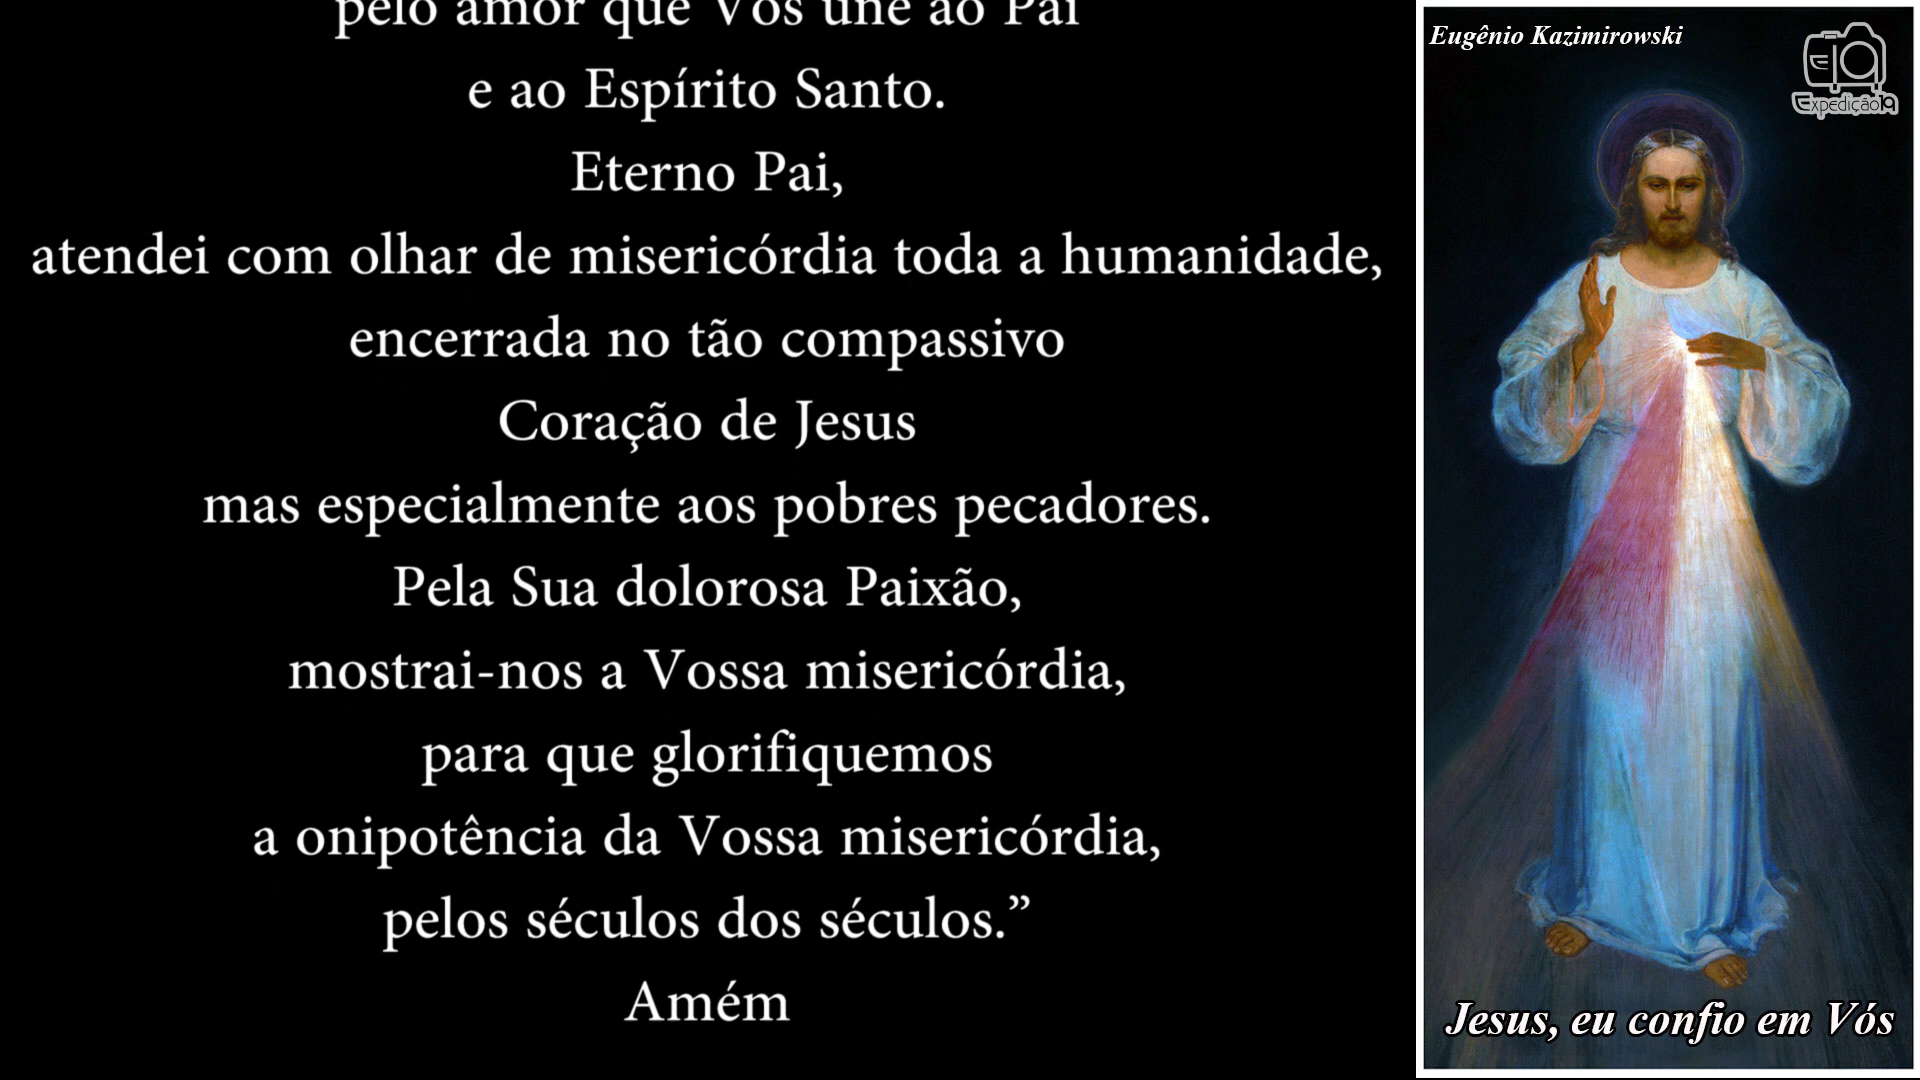 pelo amor que Vos une ao Pai
e ao Espírito Santo.
Eterno Pai,
atendei com olhar de misericórdia toda a humanidade,
encerrada no tão compassivo
Coração de Jesus
mas especialmente aos pobres pecadores.
Pela Sua dolorosa Paixão,
mostrai-nos a Vossa misericórdia,
para que glorifiquemos
a onipotência da Vossa misericórdia,
pelos séculos dos séculos.”
Amém
Eugênio Kazimirowski
Expedição19
Jesus, eu confio em Vós